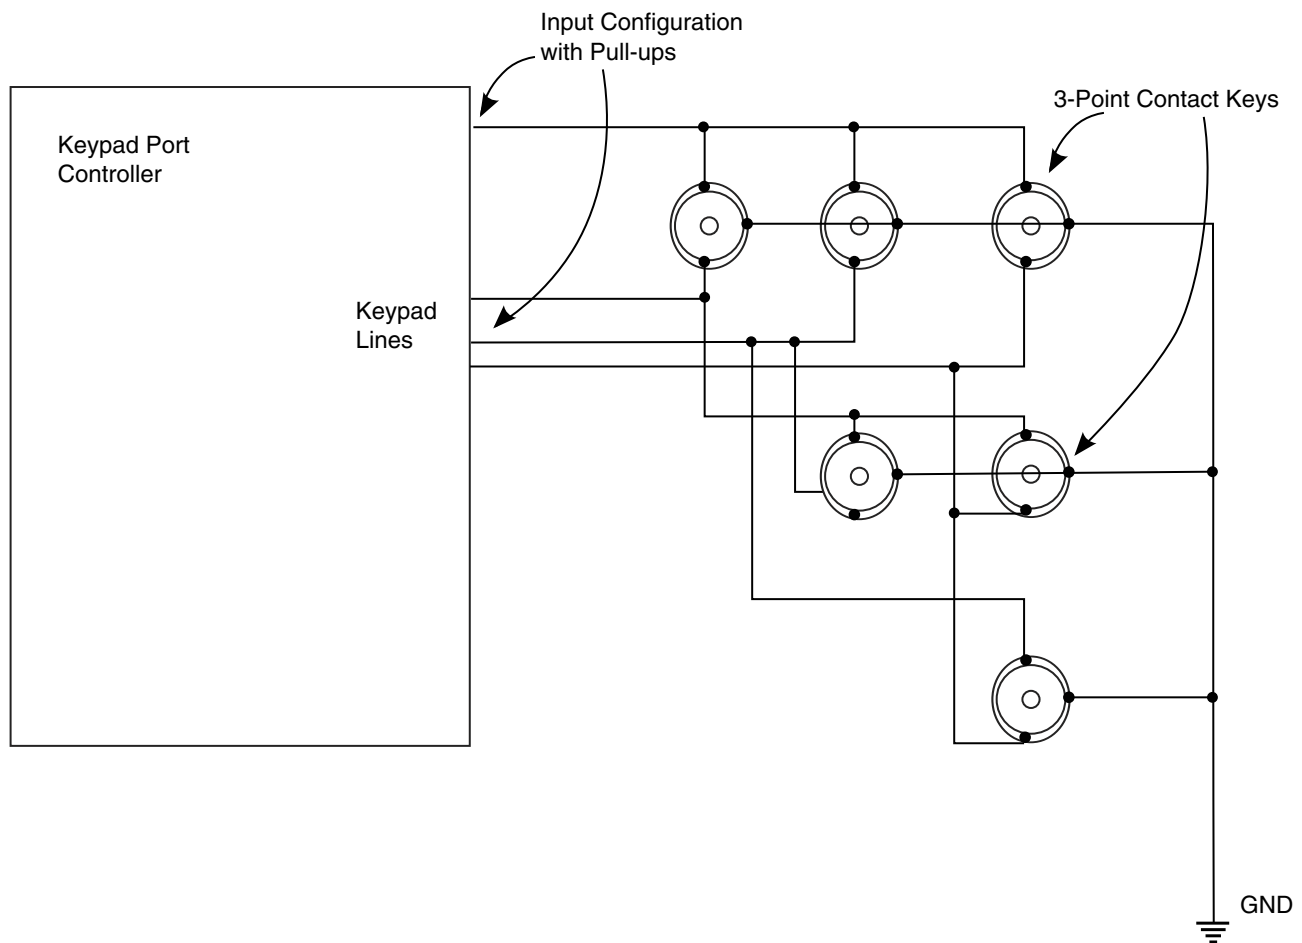 Input Configuration
with Pull-ups
3-Point Contact Keys
Keypad Port
Controller
Keypad
Lines
GND